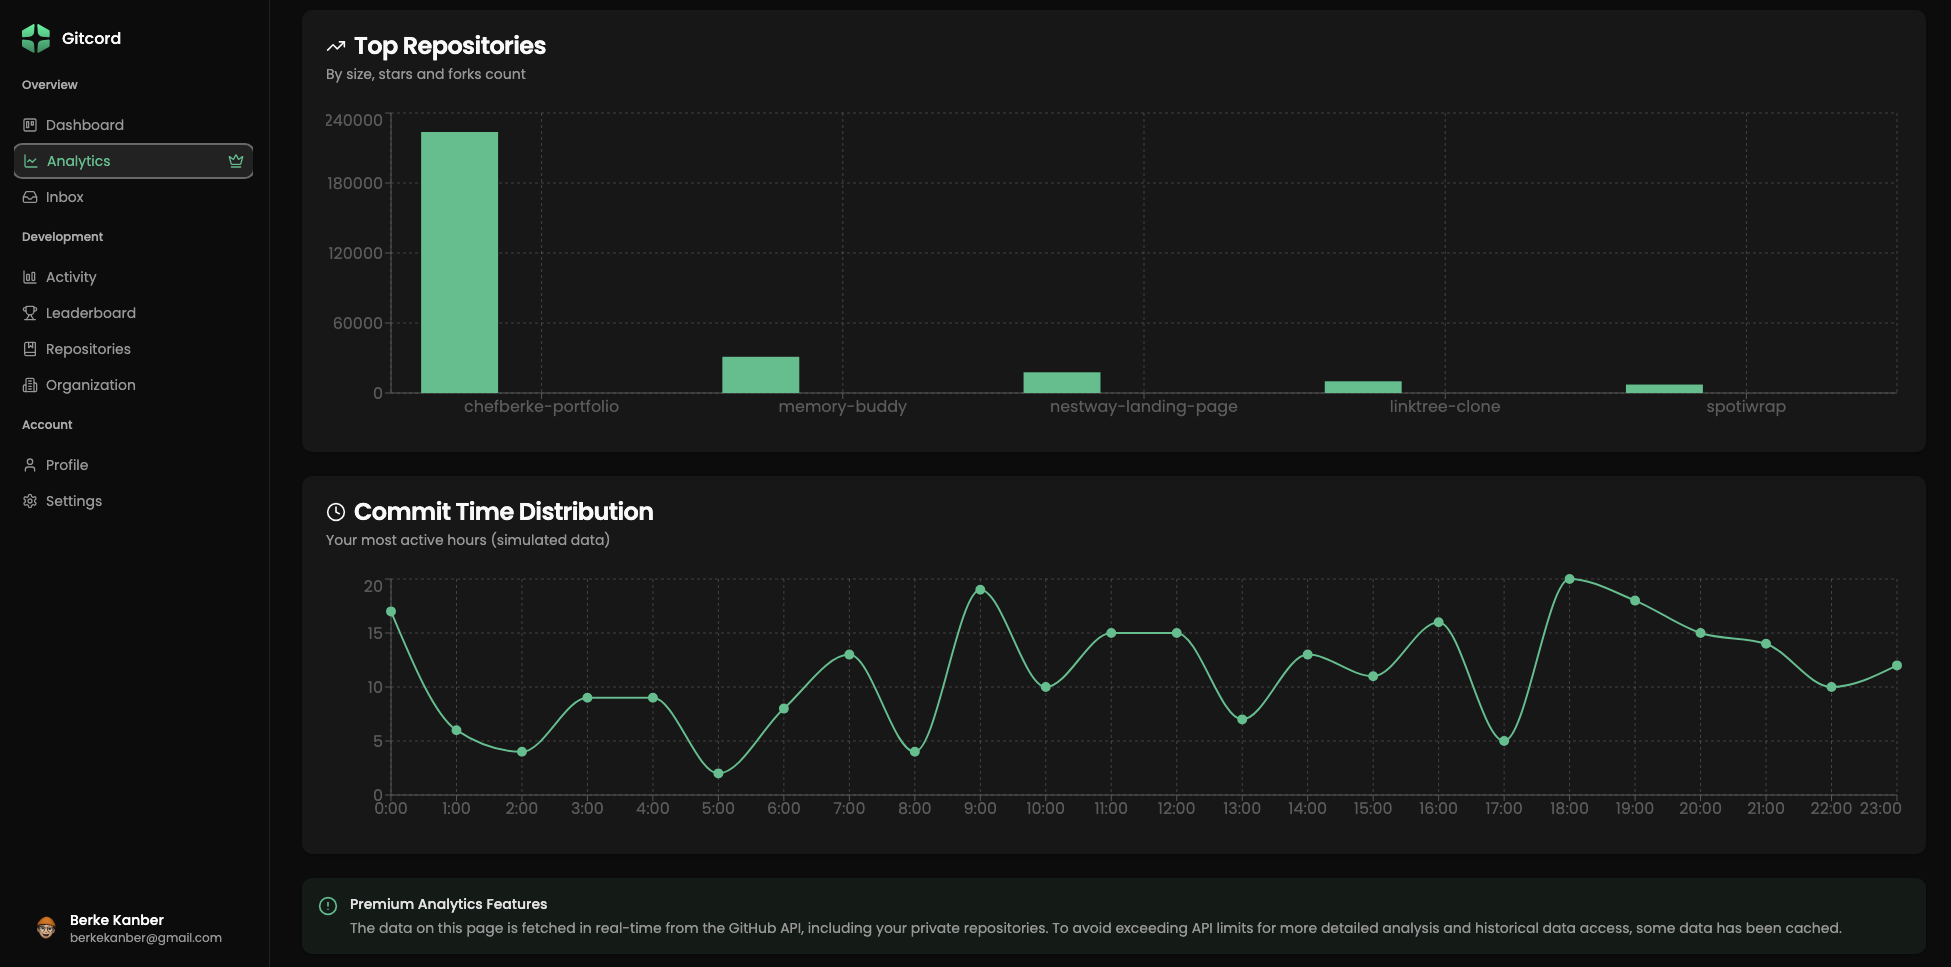 Gitcord
Overview
Dashboard
Analytics
Inbox
Development
Activity
Leaderboard
Repositories
Organization
Account
Profile
Settings
Berke Kanber
berkekanber@gmail.com
Top Repositories
By size, stars and forks count
240000
180000
120000
60000
0
chefberke-portfolio memory-buddy nestway-landing-page linktree-clone spotiwrap
Commit Time Distribution
Your most active hours (simulated data)
20
15
10
5
0
0:00 1:00 2:00 3:00 4:00 5:00 6:00 7:00 8:00 9:00 10:00 11:00 12:00 13:00 14:00 15:00 16:00 17:00 18:00 19:00 20:00 21:00 22:00 23:00
Premium Analytics Features
The data on this page is fetched in real-time from the GitHub API, including your private repositories. To avoid exceeding API limits for more detailed analysis and historical data access, some data has been cached.